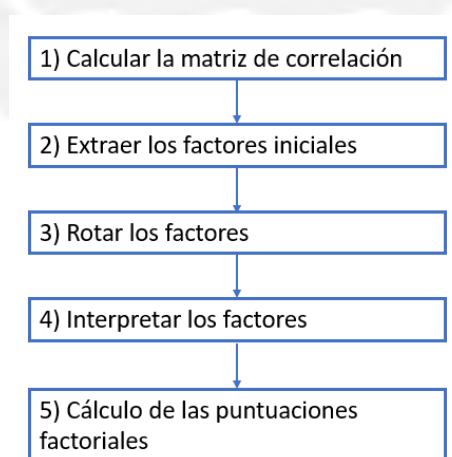 1) Calcular la matriz de correlación
2) Extraer los factores iniciales
3) Rotar los factores
4) Interpretar los factores
5) Cálculo de las puntuaciones
factoriales